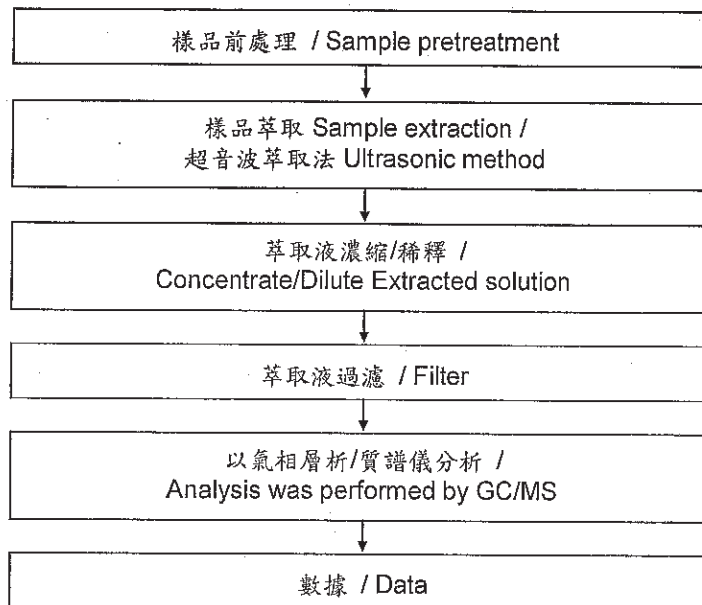 樣品前處理 / Sample pretreatment
樣品萃取 Sample extraction /
超音波萃取法 Ultrasonic method
萃取液濃縮/稀釋 /
Concentrate/Dilute Extracted solution
萃取液過濾 / Filter
以氣相層析/質譜儀分析 /
Analysis was performed by GC/MS
數據 / Data